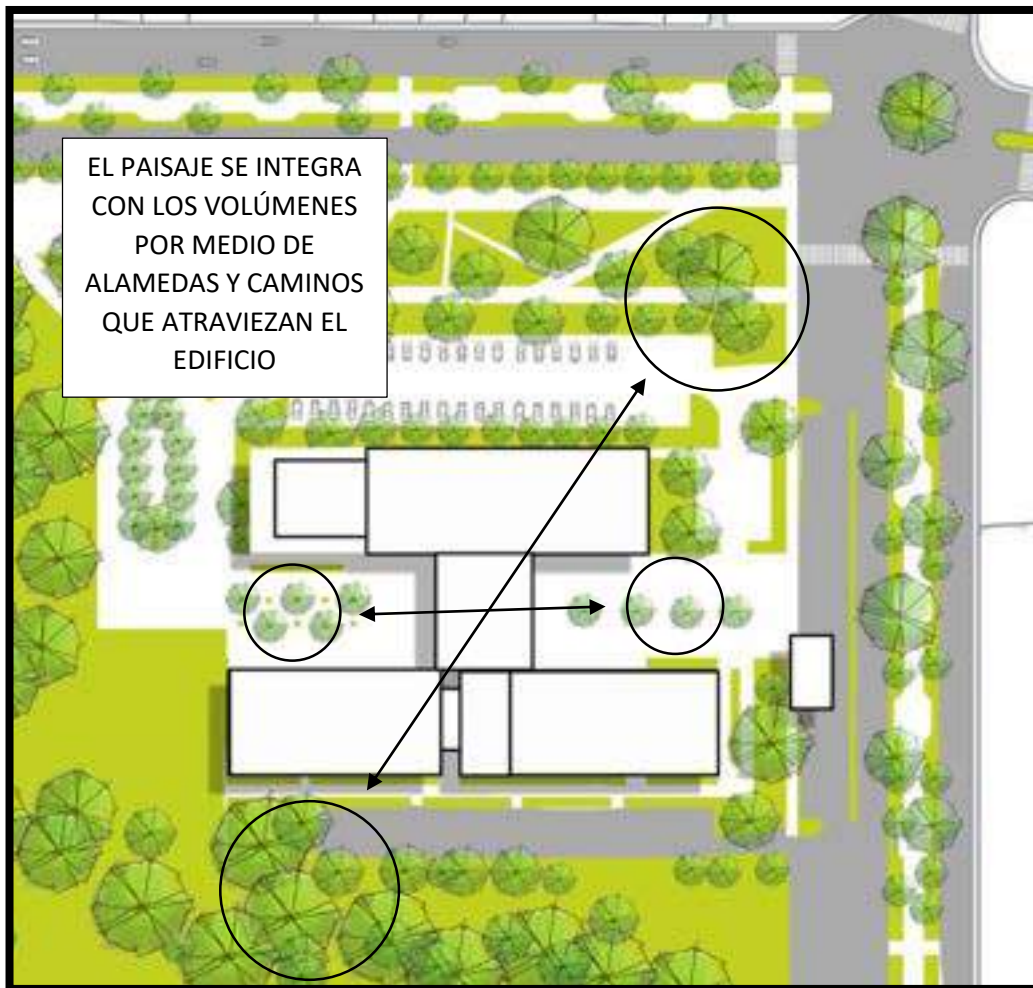 EL PAISAJE SE INTEGRA
CON LOS VOLÚMENES
POR MEDIO DE
ALAMEDAS Y CAMINOS
QUE ATRAVIEZAN EL
EDIFICIO